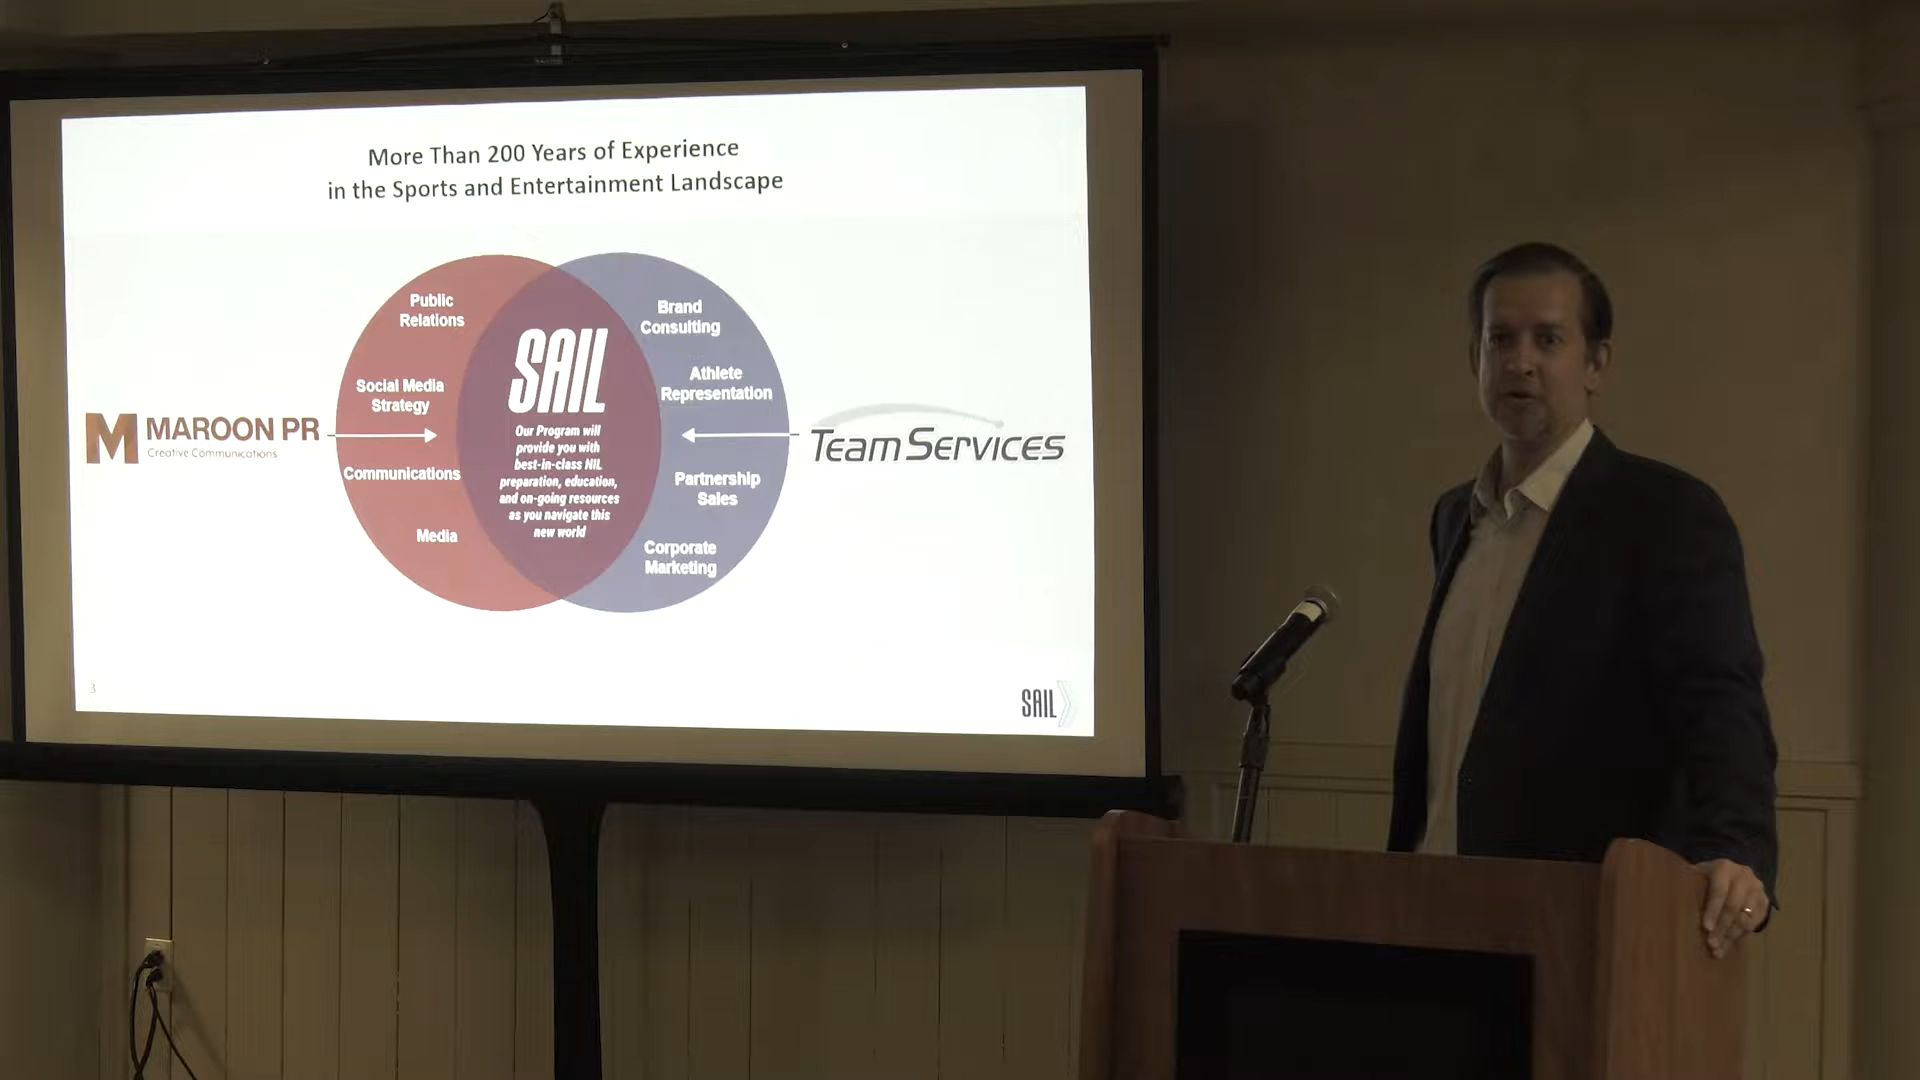 More Than 200 Years of Experience
in the Sports and Entertainment Landscape
M MAROON PR
Creative Communications
Public
Relations
Social Media
Strategy
Communications
Media
SAIL
Our Program will
provide you with
best-in-class NIL
preparation, education,
and on-going resources
as you navigate this
new world
Brand
Consulting
Athlete
Representation
Partnership
Sales
Corporate
Marketing
TeamServices
3
SAIL